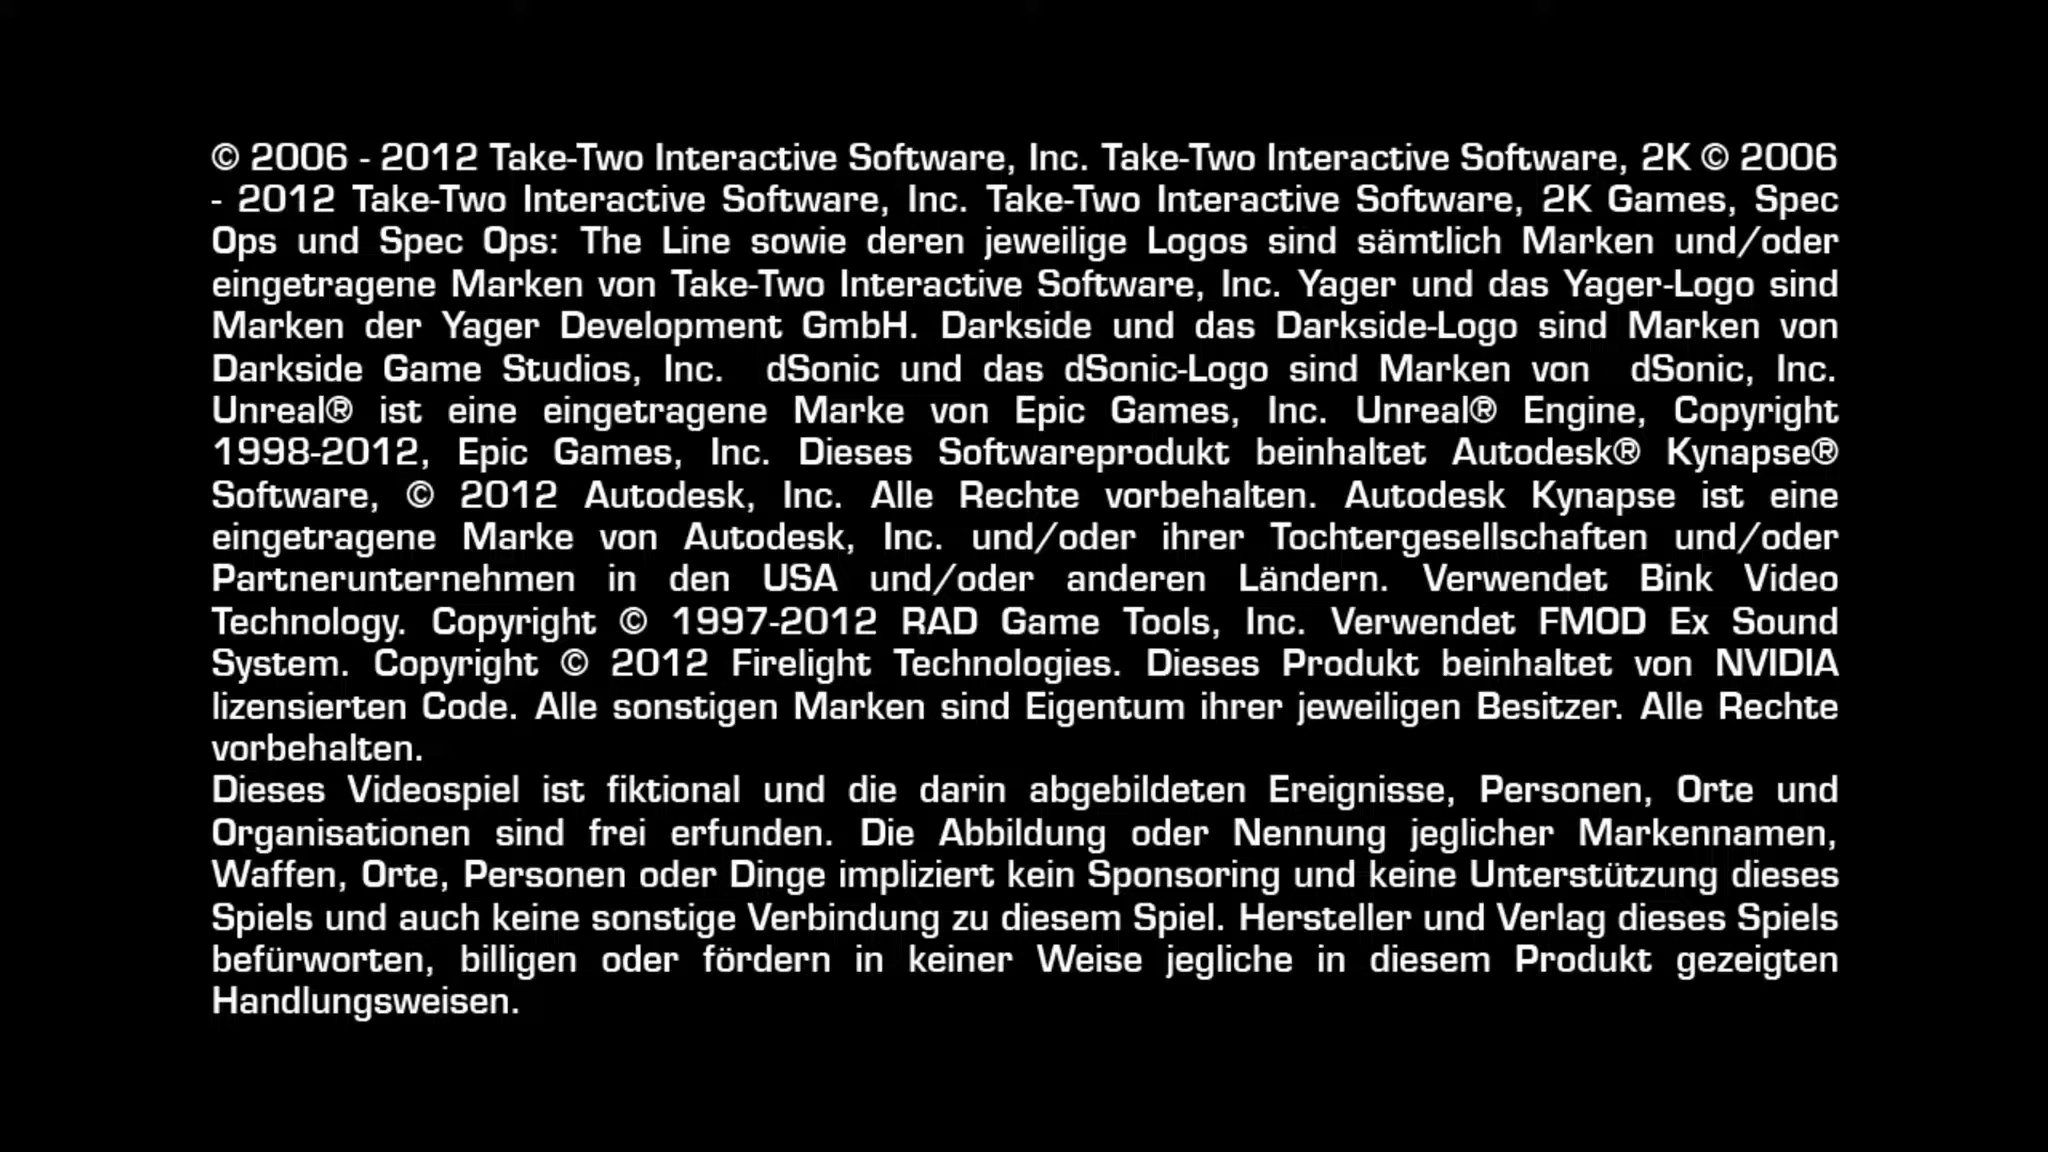 © 2006 - 2012 Take-Two Interactive Software, Inc. Take-Two Interactive Software, 2K © 2006
- 2012 Take-Two Interactive Software, Inc. Take-Two Interactive Software, 2K Games, Spec
Ops und Spec Ops: The Line sowie deren jeweilige Logos sind sämtlich Marken und/oder
eingetragene Marken von Take-Two Interactive Software, Inc. Yager und das Yager-Logo sind
Marken der Yager Development GmbH. Darkside und das Darkside-Logo sind Marken von
Darkside Game Studios, Inc. dSonic und das dSonic-Logo sind Marken von dSonic, Inc.
Unreal® ist eine eingetragene Marke von Epic Games, Inc. Unreal® Engine, Copyright
1998-2012, Epic Games, Inc. Dieses Softwareprodukt beinhaltet Autodesk® Kynapse®
Software, © 2012 Autodesk, Inc. Alle Rechte vorbehalten. Autodesk Kynapse ist eine
eingetragene Marke von Autodesk, Inc. und/oder ihrer Tochtergesellschaften und/oder
Partnerunternehmen in den USA und/oder anderen Ländern. Verwendet Bink Video
Technology. Copyright © 1997-2012 RAD Game Tools, Inc. Verwendet FMOD Ex Sound
System. Copyright © 2012 Firelight Technologies. Dieses Produkt beinhaltet von NVIDIA
lizensierten Code. Alle sonstigen Marken sind Eigentum ihrer jeweiligen Besitzer. Alle Rechte
vorbehalten.
Dieses Videospiel ist fiktional und die darin abgebildeten Ereignisse, Personen, Orte und
Organisationen sind frei erfunden. Die Abbildung oder Nennung jeglicher Markennamen,
Waffen, Orte, Personen oder Dinge impliziert kein Sponsoring und keine Unterstützung dieses
Spiels und auch keine sonstige Verbindung zu diesem Spiel. Hersteller und Verlag dieses Spiels
befürworten, billigen oder fördern in keiner Weise jegliche in diesem Produkt gezeigten
Handlungsweisen.